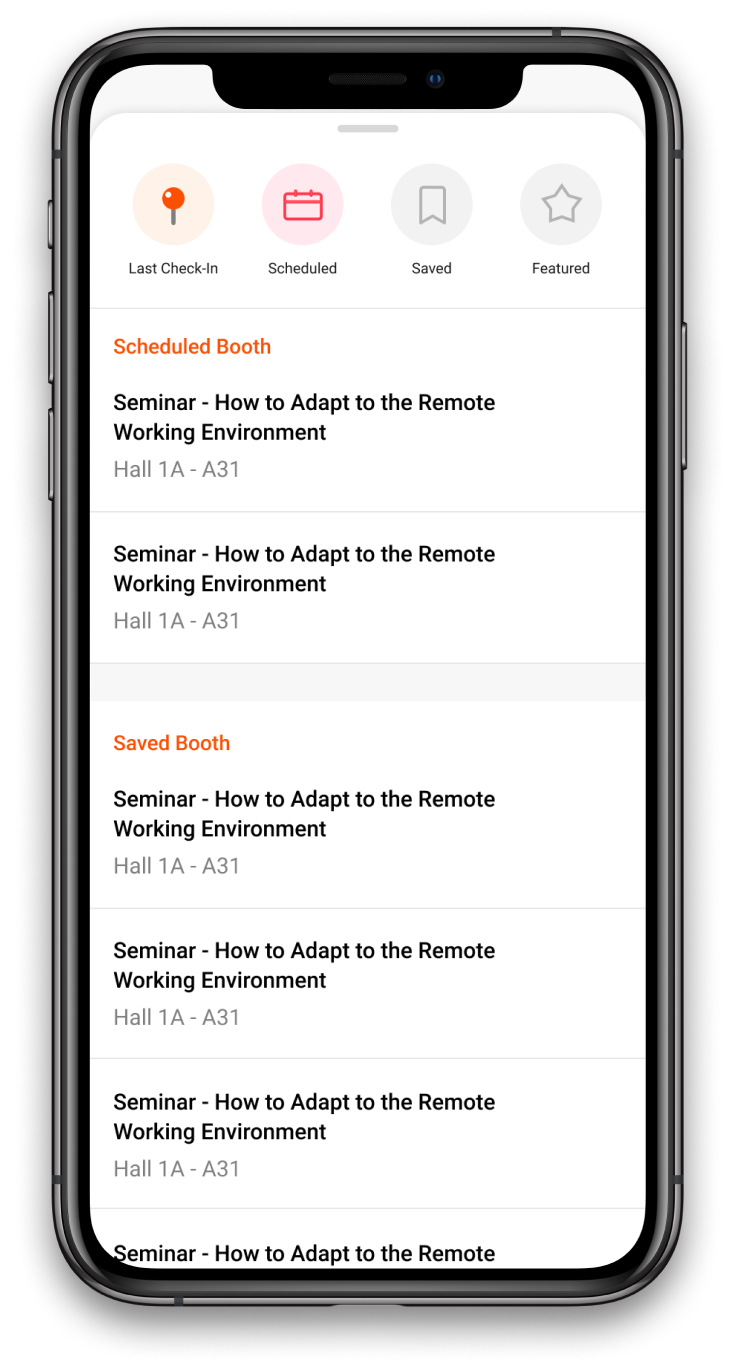 Last Check-In
Scheduled
Saved
Featured
Scheduled Booth
Seminar - How to Adapt to the Remote
Working Environment
Hall 1A - A31
Seminar - How to Adapt to the Remote
Working Environment
Hall 1A - A31
Saved Booth
Seminar - How to Adapt to the Remote
Working Environment
Hall 1A - A31
Seminar - How to Adapt to the Remote
Working Environment
Hall 1A - A31
Seminar - How to Adapt to the Remote
Working Environment
Hall 1A - A31
Seminar - How to Adapt to the Remote